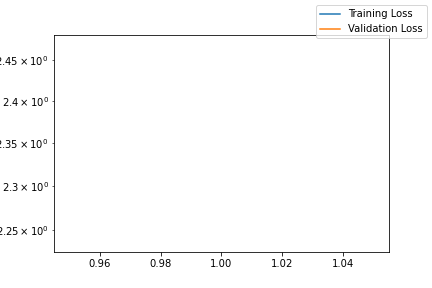 Training Loss
Validation Loss
2.45 × 10⁰
2.4 × 10⁰
2.35 × 10⁰
2.3 × 10⁰
2.25 × 10⁰
0.96 0.98 1.00 1.02 1.04